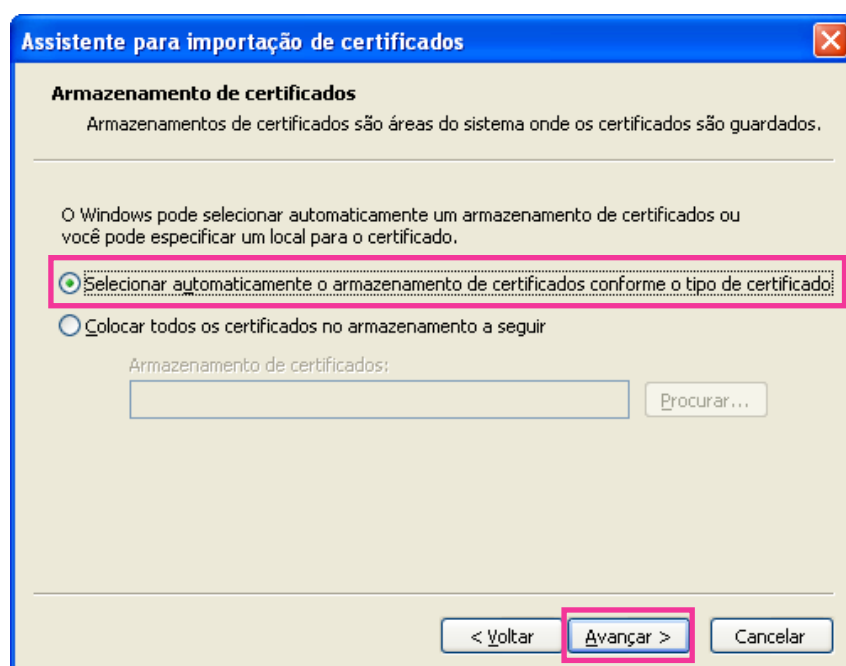 Assistente para importação de certificados
Armazenamento de certificados
Armazenamentos de certificados são áreas do sistema onde os certificados são guardados.
O Windows pode selecionar automaticamente um armazenamento de certificados ou
você pode especificar um local para o certificado.
Selecionar automaticamente o armazenamento de certificados conforme o tipo de certificado
Colocar todos os certificados no armazenamento a seguir
Armazenamento de certificados:
Procurar...
< Voltar Avançar > Cancelar